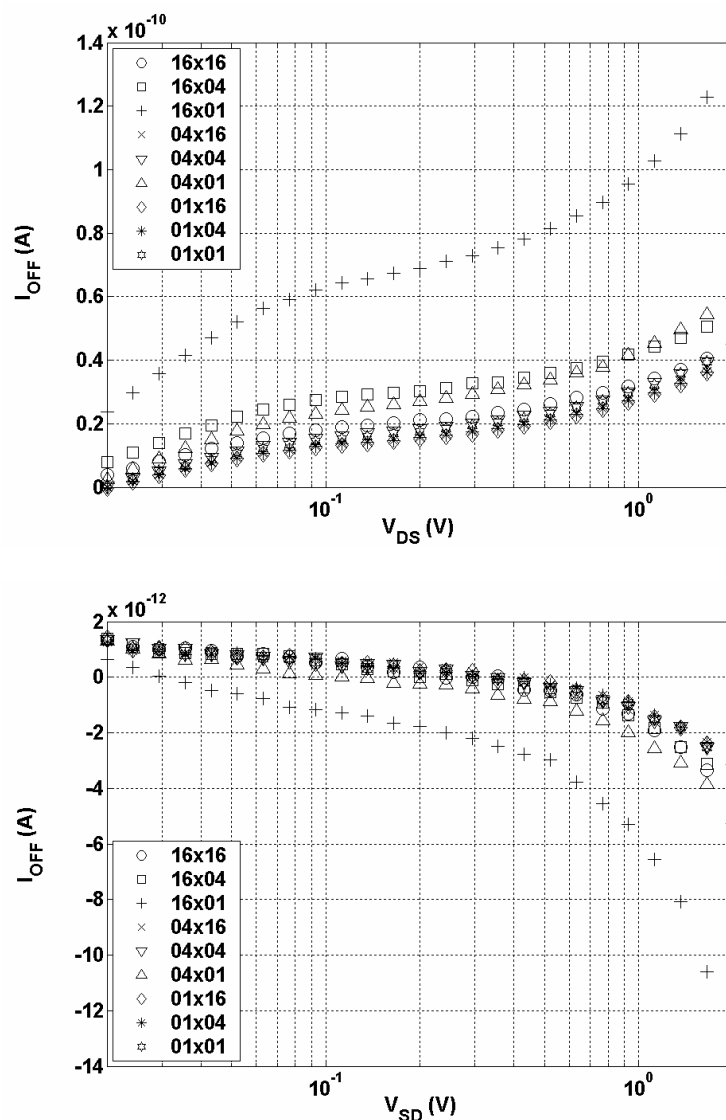 x 10^-10
1.4
1.2
1
0.8
0.6
0.4
0.2
0
I_OFF (A)
16x16
16x04
16x01
04x16
04x04
04x01
01x16
01x04
01x01
10^-1
10^0
V_DS (V)
x 10^-12
2
0
-2
-4
-6
-8
-10
-12
-14
I_OFF (A)
16x16
16x04
16x01
04x16
04x04
04x01
01x16
01x04
01x01
10^-1
10^0
V_SD (V)